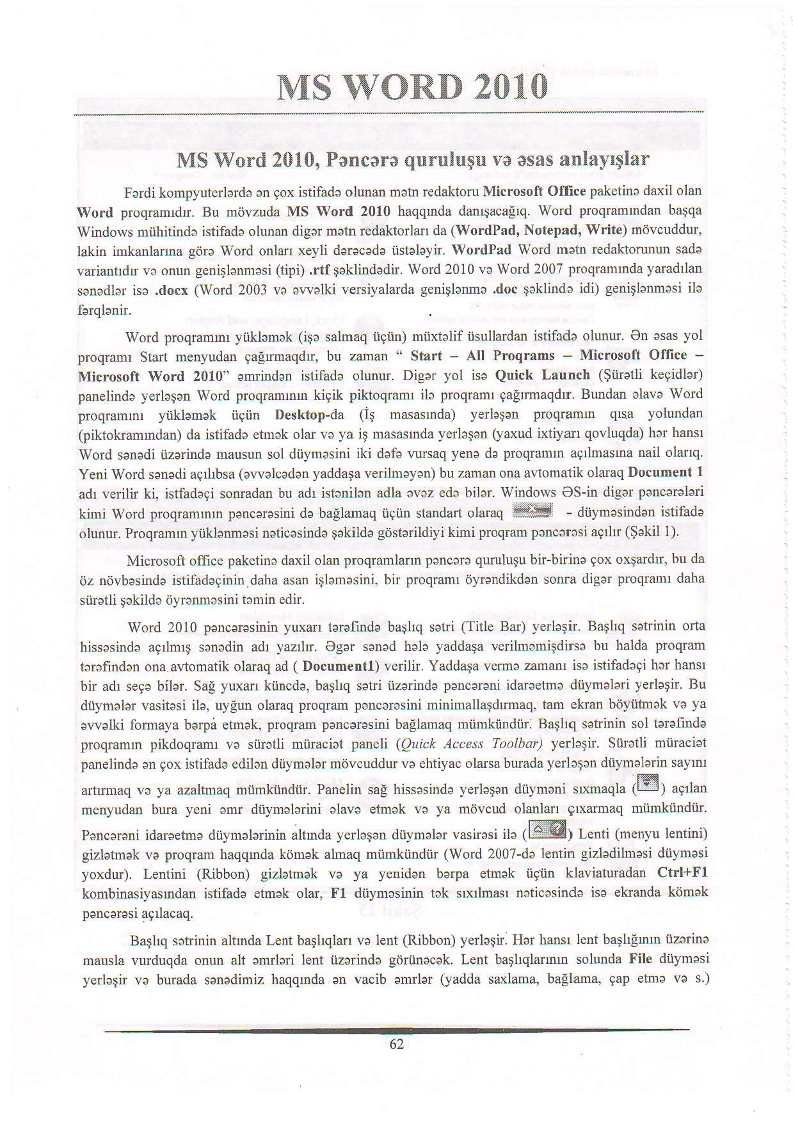 MS WORD 2010
MS Word 2010, Pəncərə quruluşu və əsas anlayışlar
Fərdi kompyuterlərdə ən çox istifadə olunan mətn redaktoru Microsoft Office paketinə daxil olan
Word proqramıdır. Bu mövzuda MS Word 2010 haqqında danışacağıq. Word proqramından başqa
Windows mühitində istifadə olunan digər mətn redaktorları da (WordPad, Notepad, Write) mövcuddur,
lakin imkanlarına görə Word onları xeyli dərəcədə üstələyir. WordPad Word mətn redaktorunun sadə
variantıdır və onun genişlənməsi (tipi) .rtf şəklindədir. Word 2010 və Word 2007 proqramında yaradılan
sənədlər isə .docx (Word 2003 və əvvəlki versiyalarda genişlənmə .doc şəklində idi) genişlənməsi ilə
fərqlənir.
Word proqramını yükləmək (işə salmaq üçün) müxtəlif üsullardan istifadə olunur. Ən əsas yol
proqramı Start menyudan çağırmaqdır, bu zaman “ Start – All Proqrams – Microsoft Office –
Microsoft Word 2010” əmrindən istifadə olunur. Digər yol isə Quick Launch (Şürətli keçidlər)
panelində yerləşən Word proqramının kiçik piktoqramı ilə proqramı çağırmaqdır. Bundan əlavə Word
proqramını yükləmək üçün Desktop-da (İş masasında) yerləşən proqramın qısa yolundan
(piktokramından) da istifadə etmək olar və ya iş masasında yerləşən (yaxud ixtiyarı qovluqda) hər hansı
Word sənədi üzərində mausun sol düyməsini iki dəfə vursaq yenə də proqramın açılmasına nail olarıq.
Yeni Word sənədi açılıbsa (əvvəlcədən yaddaşa verilməyən) bu zaman ona avtomatik olaraq Document 1
adı verilir ki, istfadəçi sonradan bu adı istənilən adla əvəz edə bilər. Windows ƏS-in digər pəncərələri
kimi Word proqramının pəncərəsini də bağlamaq üçün standart olaraq - düyməsindən istifadə
olunur. Proqramın yüklənməsi nəticəsində şəkildə göstərildiyi kimi proqram pəncərəsi açılır (Şəkil 1).
Microsoft office paketinə daxil olan proqramların pəncərə quruluşu bir-birinə çox oxşardır, bu da
öz növbəsində istifadəçinin daha asan işləməsini, bir proqramı öyrəndikdən sonra digər proqramı daha
sürətli şəkildə öyrənməsini təmin edir.
Word 2010 pəncərəsinin yuxarı tərəfində başlıq sətri (Title Bar) yerləşir. Başlıq sətrinin orta
hissəsində açılmış sənədin adı yazılır. Əgər sənəd hələ yaddaşa verilməmişdirsə bu halda proqram
tərəfindən ona avtomatik olaraq ad ( Document1) verilir. Yaddaşa vermə zamanı isə istifadəçi hər hansı
bir adı seçə bilər. Sağ yuxarı küncdə, başlıq sətri üzərində pəncərəni idarəetmə düymələri yerləşir. Bu
düymələr vasitəsi ilə, uyğun olaraq proqram pəncərəsini minimallaşdırmaq, tam ekran böyütmək və ya
əvvəlki formaya bərpa etmək, proqram pəncərəsini bağlamaq mümkündür. Başlıq sətrinin sol tərəfində
proqramın pikdoqramı və sürətli müraciət paneli (Quick Access Toolbar) yerləşir. Sürətli müraciət
panelində ən çox istifadə edilən düymələr mövcuddur və ehtiyac olarsa burada yerləşən düymələrin sayını
artırmaq və ya azaltmaq mümkündür. Panelin sağ hissəsində yerləşən düyməni sıxmaqla ( ) açılan
menyudan bura yeni əmr düymələrini əlavə etmək və ya mövcud olanları çıxarmaq mümkündür.
Pəncərəni idarəetmə düymələrinin altında yerləşən düymələr vasirəsi ilə ( ) Lenti (menyu lentini)
gizlətmək və proqram haqqında kömək almaq mümkündür (Word 2007-də lentin gizlədilməsi düyməsi
yoxdur). Lentini (Ribbon) gizlətmək və ya yenidən bərpa etmək üçün klaviaturadan Ctrl+F1
kombinasiyasından istifadə etmək olar, F1 düyməsinin tək sıxılması nəticəsində isə ekranda kömək
pəncərəsi açılacaq.
Başlıq sətrinin altında Lent başlıqları və lent (Ribbon) yerləşir. Hər hansı lent başlığının üzərinə
mausla vurduqda onun alt əmrləri lent üzərində görünəcək. Lent başlıqlarının solunda File düyməsi
yerləşir və burada sənədimiz haqqında ən vacib əmrlər (yadda saxlama, bağlama, çap etmə və s.)
62